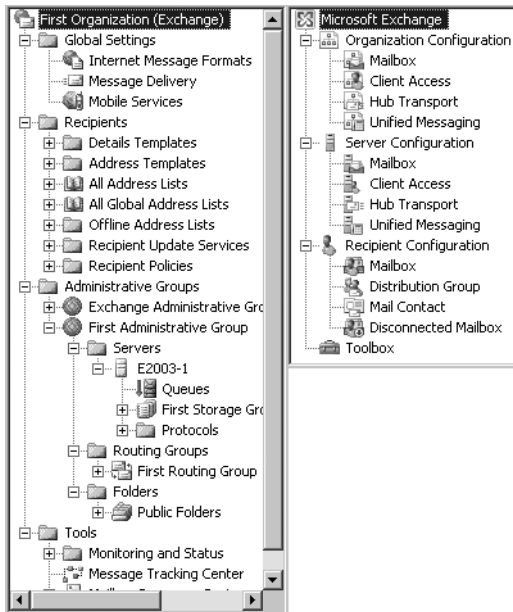 First Organization (Exchange)
Global Settings
Internet Message Formats
Message Delivery
Mobile Services
Recipients
Details Templates
Address Templates
All Address Lists
All Global Address Lists
Offline Address Lists
Recipient Update Services
Recipient Policies
Administrative Groups
Exchange Administrative Grc
First Administrative Group
Servers
E2003-1
Queues
First Storage Grc
Protocols
Routing Groups
First Routing Group
Folders
Public Folders
Tools
Monitoring and Status
Message Tracking Center
Microsoft Exchange
Organization Configuration
Mailbox
Client Access
Hub Transport
Unified Messaging
Server Configuration
Mailbox
Client Access
Hub Transport
Unified Messaging
Recipient Configuration
Mailbox
Distribution Group
Mail Contact
Disconnected Mailbox
Toolbox